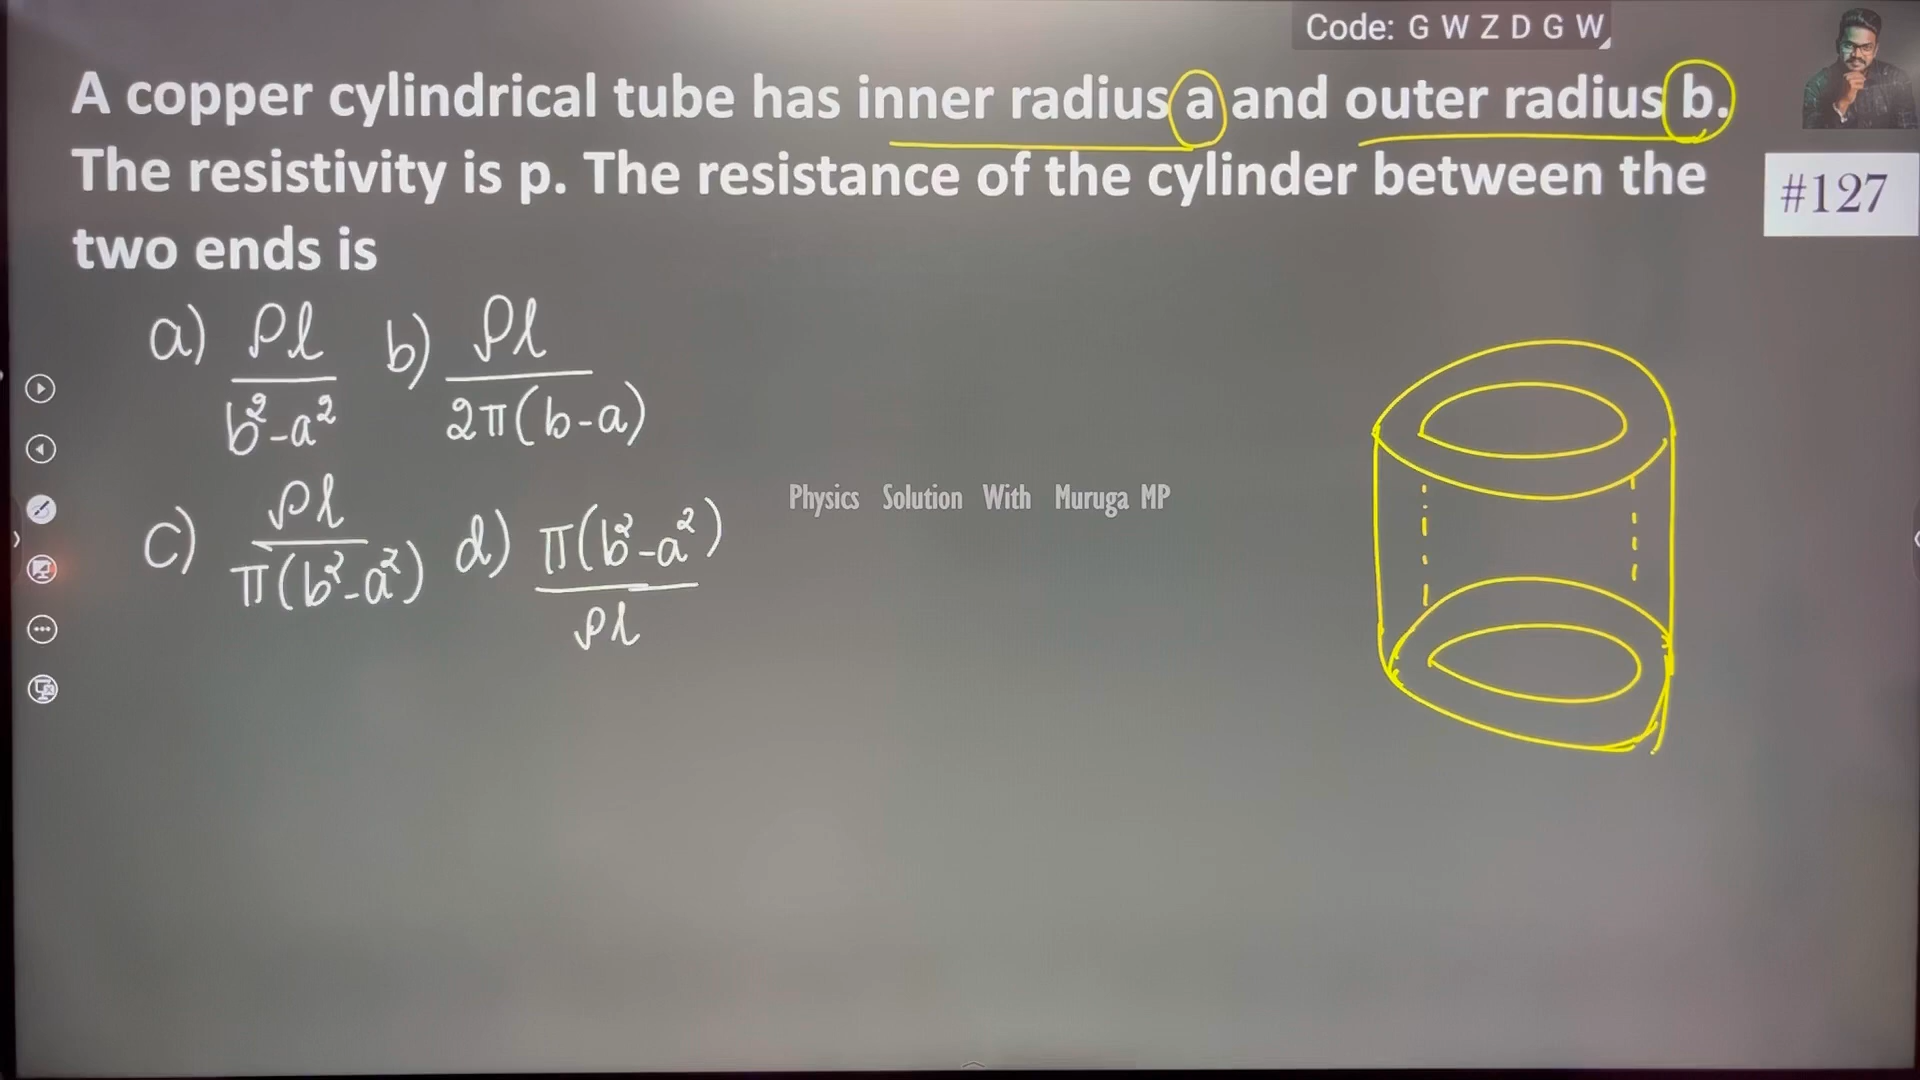 Code: G W Z D G W
A copper cylindrical tube has inner radius a and outer radius b.
The resistivity is p. The resistance of the cylinder between the
two ends is
#127
a) ρl / b²-a² b) ρl / 2π(b-a)
c) ρl / π(b²-a²) d) π(b²-a²) / ρl
Physics Solution With Muruga MP